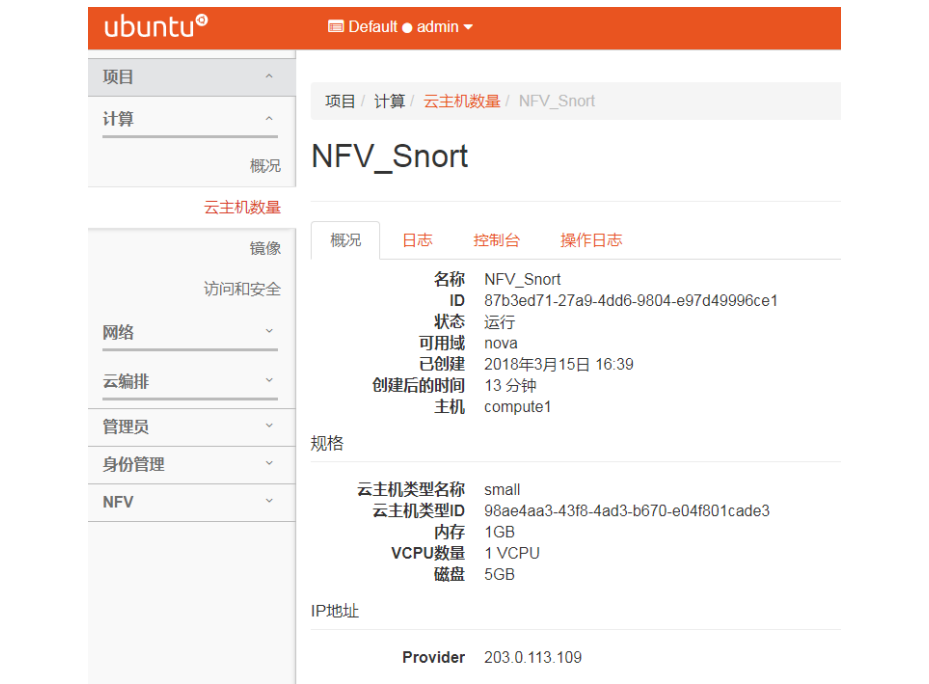 ubuntu
Default ● admin
项目
计算
概况
云主机数量
镜像
访问和安全
网络
云编排
管理员
身份管理
NFV
项目 / 计算 / 云主机数量 / NFV_Snort
NFV_Snort
概况 日志 控制台 操作日志
名称 NFV_Snort
ID 87b3ed71-27a9-4dd6-9804-e97d49996ce1
状态 运行
可用域 nova
已创建 2018年3月15日 16:39
创建后的时间 13 分钟
主机 compute1
规格
云主机类型名称 small
云主机类型ID 98ae4aa3-43f8-4ad3-b670-e04f801cade3
内存 1GB
VCPU数量 1 VCPU
磁盘 5GB
IP地址
Provider 203.0.113.109